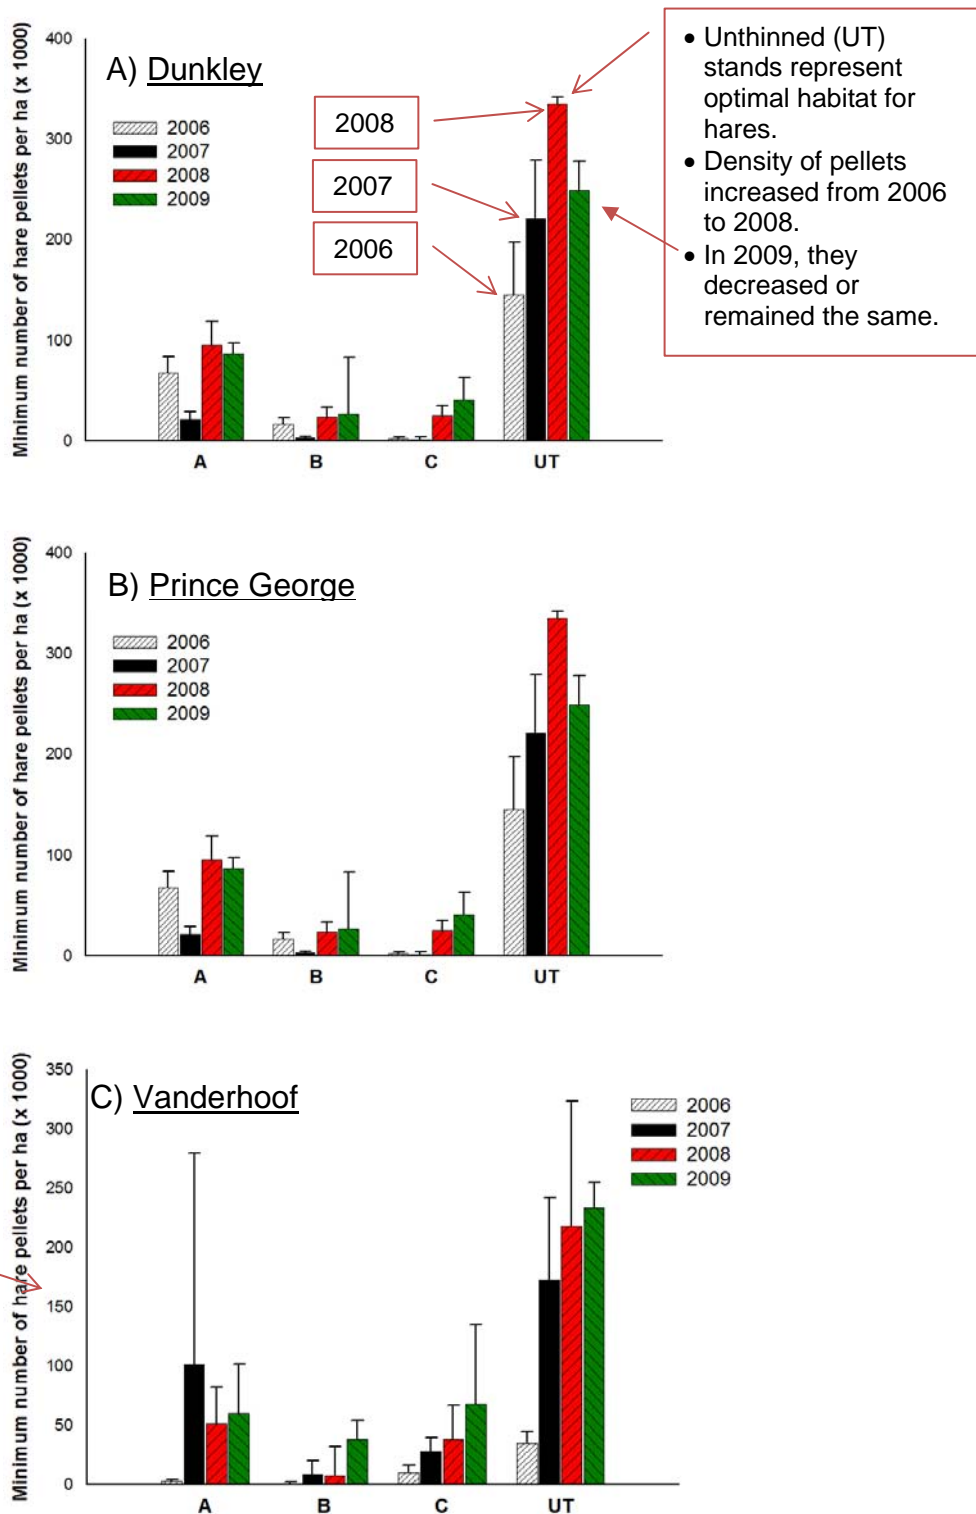 Minimum number of hare pellets per ha (x 1000)
400
300
200
100
0
A) Dunkley
2006
2007
2008
2009
2008
2007
2006
• Unthinned (UT)
stands represent
optimal habitat for
hares.
• Density of pellets
increased from 2006
to 2008.
• In 2009, they
decreased or
remained the same.
A B C UT
Minimum number of hare pellets per ha (x 1000)
400
300
200
100
0
B) Prince George
2006
2007
2008
2009
A B C UT
Minimum number of hare pellets per ha (x 1000)
350
300
250
200
150
100
50
0
C) Vanderhoof
2006
2007
2008
2009
A B C UT